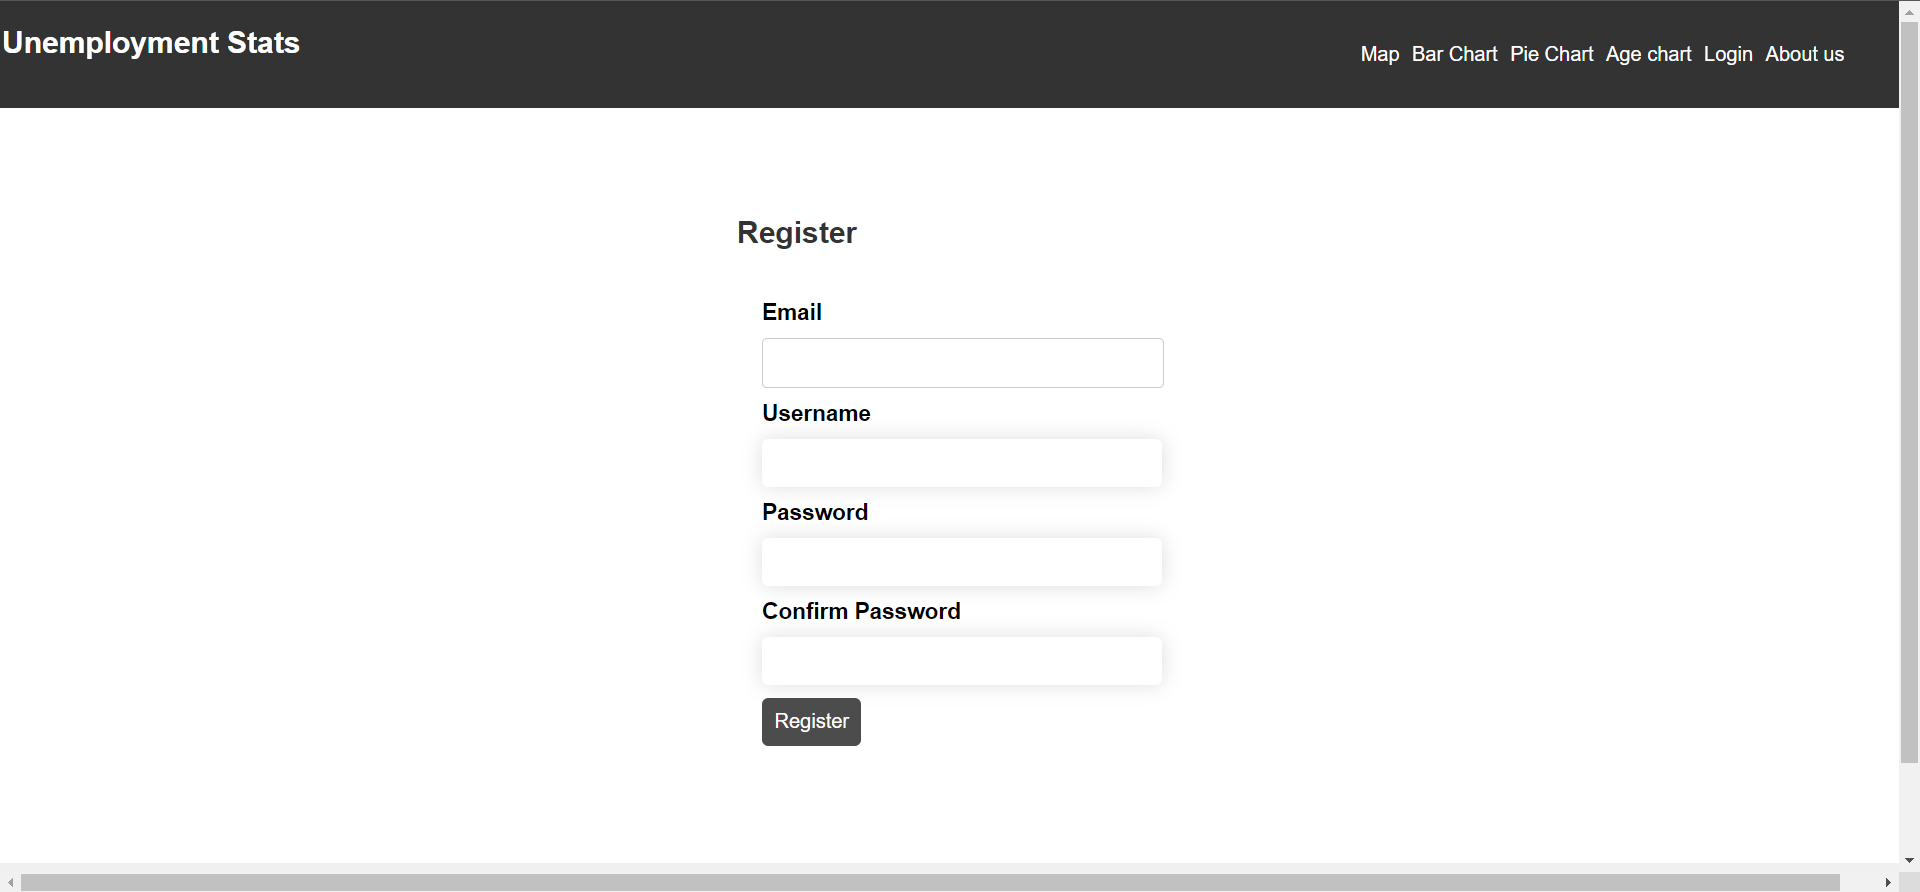 Unemployment Stats
Map Bar Chart Pie Chart Age chart Login About us
Register
Email
Username
Password
Confirm Password
Register